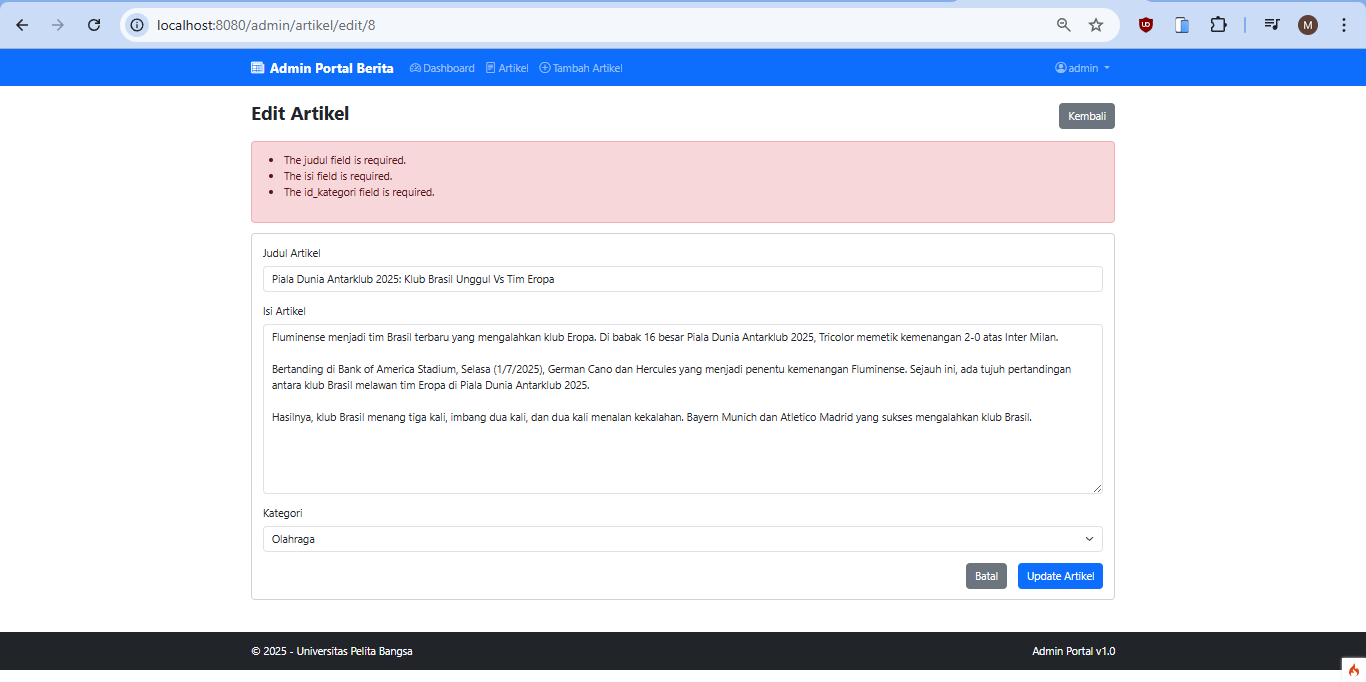 localhost:8080/admin/artikel/edit/8
M
Admin Portal Berita Dashboard Artikel Tambah Artikel admin
Edit Artikel
Kembali
The judul field is required.
The isi field is required.
The id_kategori field is required.
Judul Artikel
Piala Dunia Antarklub 2025: Klub Brasil Unggul Vs Tim Eropa
Isi Artikel
Fluminense menjadi tim Brasil terbaru yang mengalahkan klub Eropa. Di babak 16 besar Piala Dunia Antarklub 2025, Tricolor memetik kemenangan 2-0 atas Inter Milan.
Bertanding di Bank of America Stadium, Selasa (1/7/2025), German Cano dan Hercules yang menjadi penentu kemenangan Fluminense. Sejauh ini, ada tujuh pertandingan
antara klub Brasil melawan tim Eropa di Piala Dunia Antarklub 2025.
Hasilnya, klub Brasil menang tiga kali, imbang dua kali, dan dua kali menalan kekalahan. Bayern Munich dan Atletico Madrid yang sukses mengalahkan klub Brasil.
Kategori
Olahraga
Batal Update Artikel
© 2025 - Universitas Pelita Bangsa Admin Portal v1.0